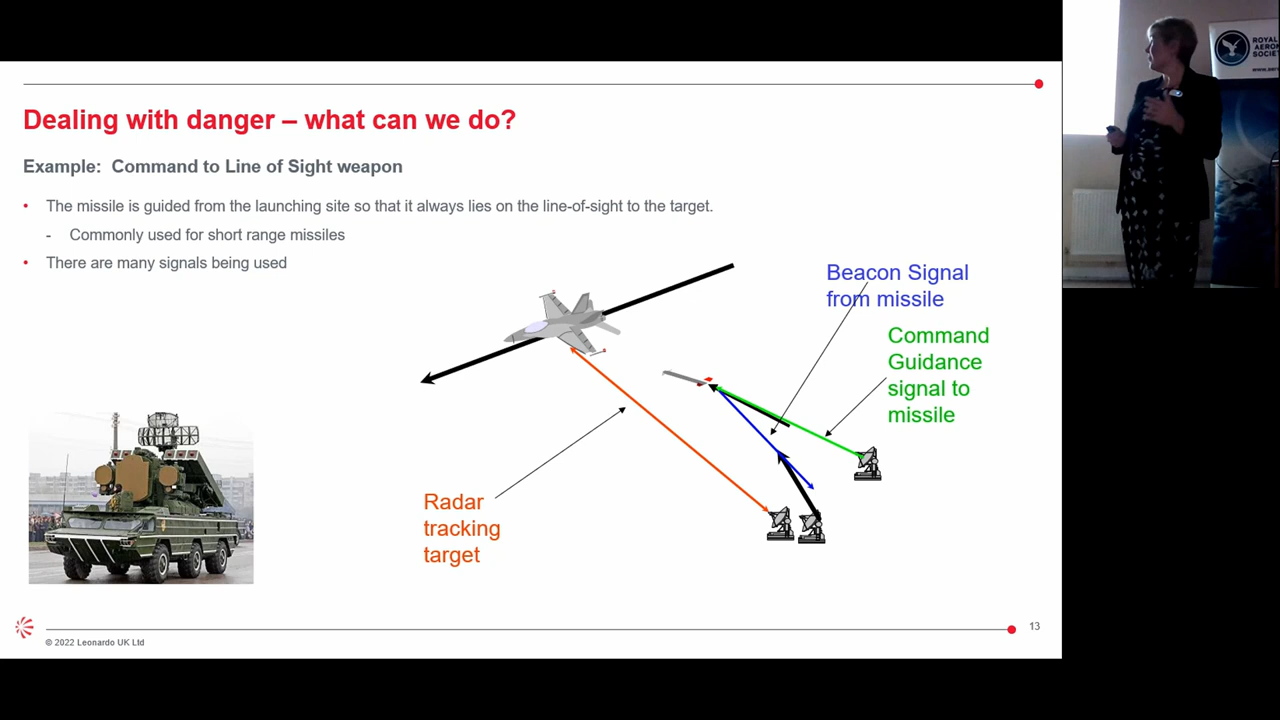 Dealing with danger – what can we do?
Example: Command to Line of Sight weapon
• The missile is guided from the launching site so that it always lies on the line-of-sight to the target.
- Commonly used for short range missiles
• There are many signals being used
Beacon Signal
from missile
Command
Guidance
signal to
missile
Radar
tracking
target
© 2022 Leonardo UK Ltd
13
ROYAL